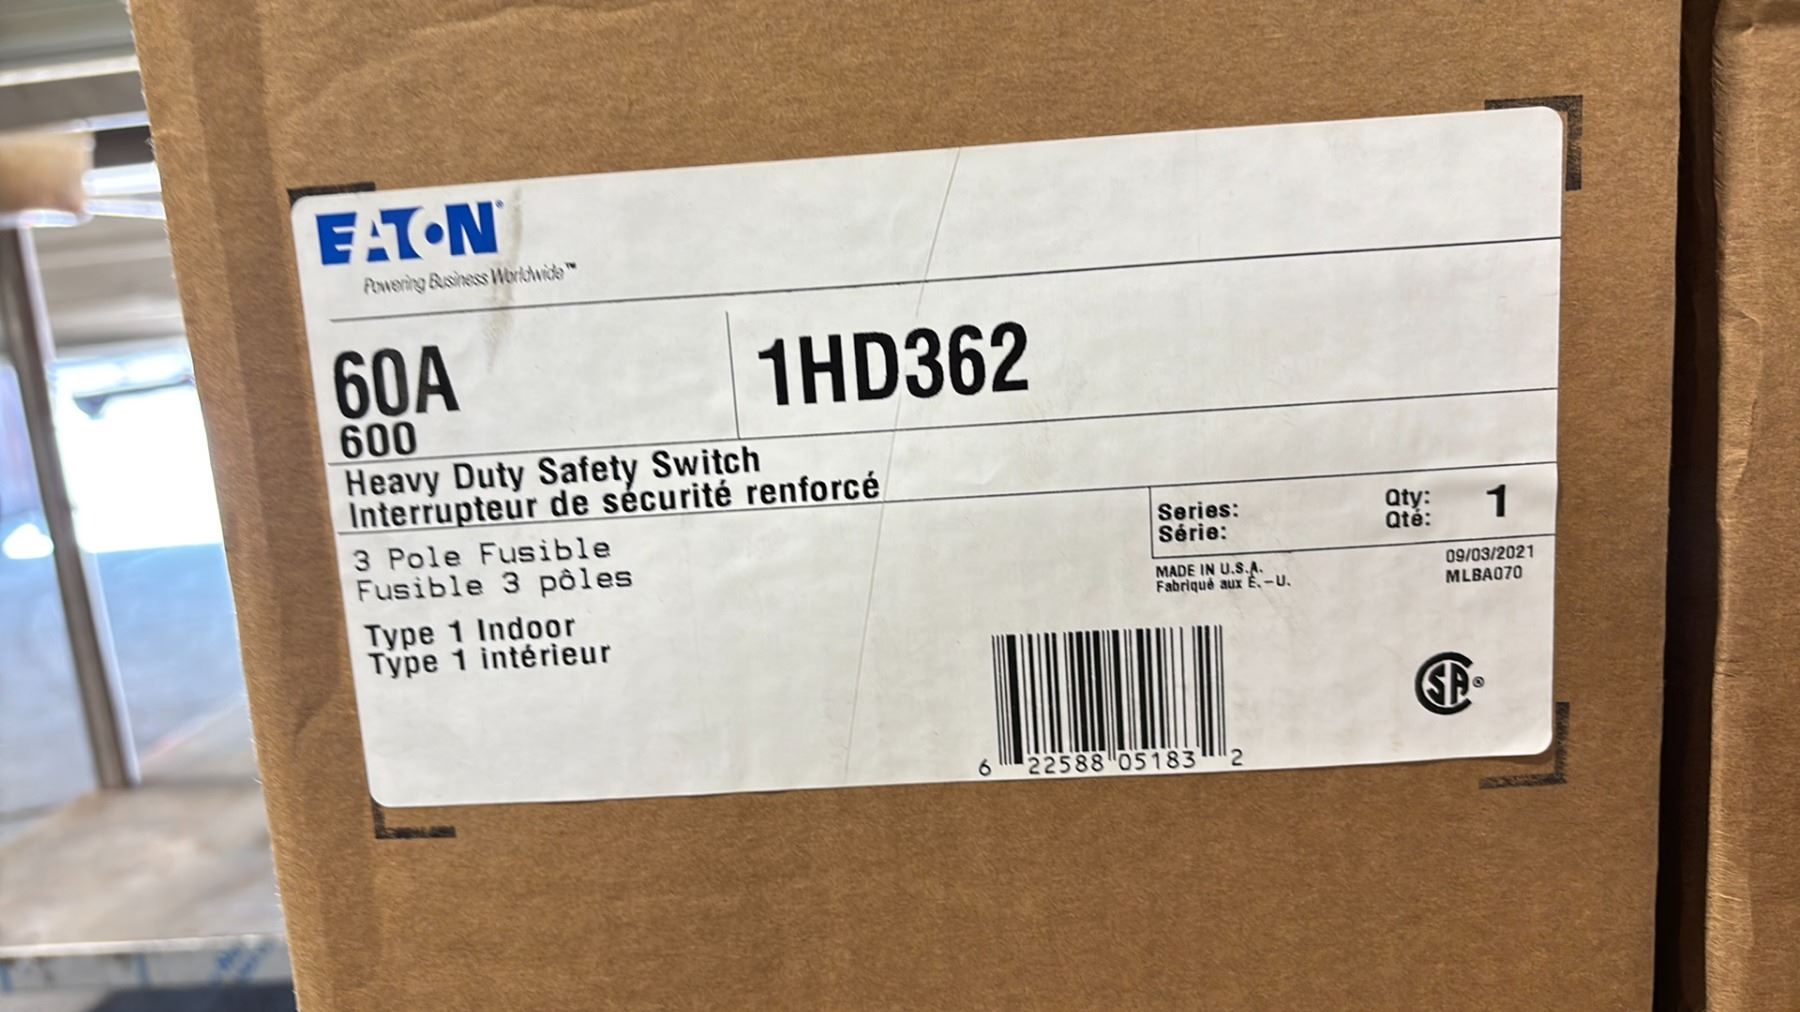 EATON®
Powering Business Worldwide™
60A
600
1HD362
Heavy Duty Safety Switch
Interrupteur de sécurité renforcé
3 Pole Fusible
Fusible 3 pôles
Type 1 Indoor
Type 1 intérieur
Series:
Série:
Qty:
Qté:
1
MADE IN U.S.A.
Fabriqué aux É.-U.
09/03/2021
MLBA070
6 22588 05183 2
SA®